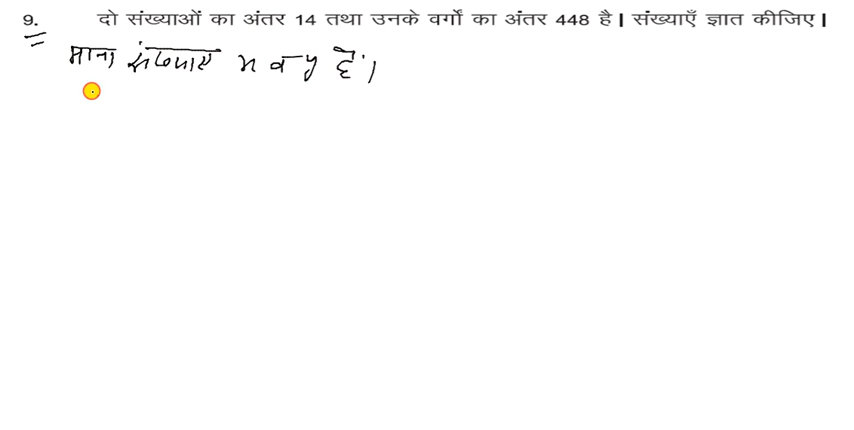 9. दो संख्याओं का अंतर 14 तथा उनके वर्गों का अंतर 448 है | संख्याएँ ज्ञात कीजिए |
माना संख्याएं x व y हैं।